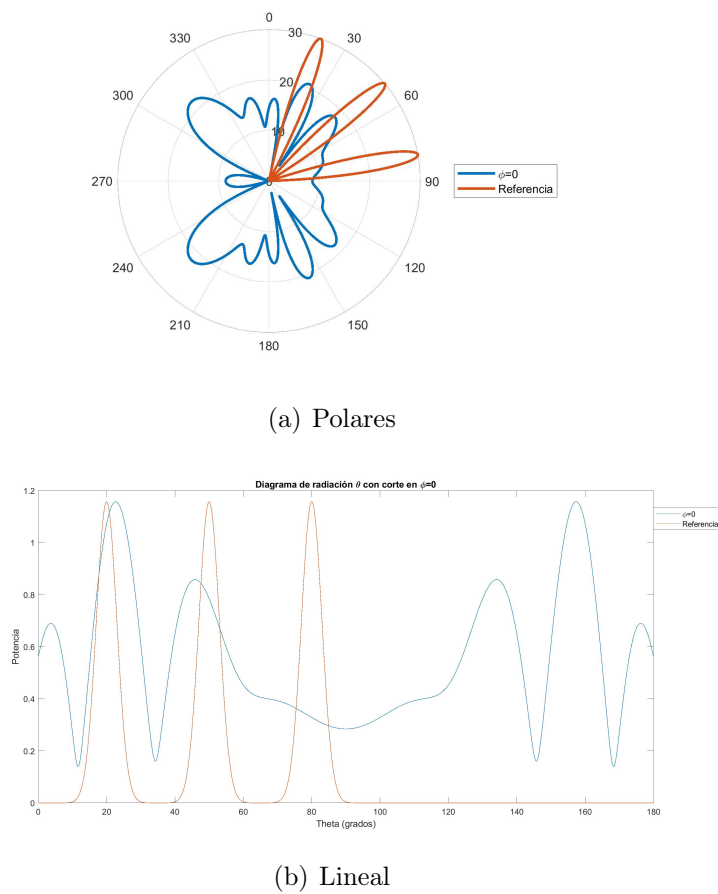 0
330
30
30
300
20
60
10
270
0
90
ϕ=0
Referencia
240
120
210
150
180
(a) Polares
Diagrama de radiación θ con corte en ϕ=0
1.2
ϕ=0
Referencia
1
0.8
Potencia
0.6
0.4
0.2
0
0 20 40 60 80 100 120 140 160 180
Theta (grados)
(b) Lineal